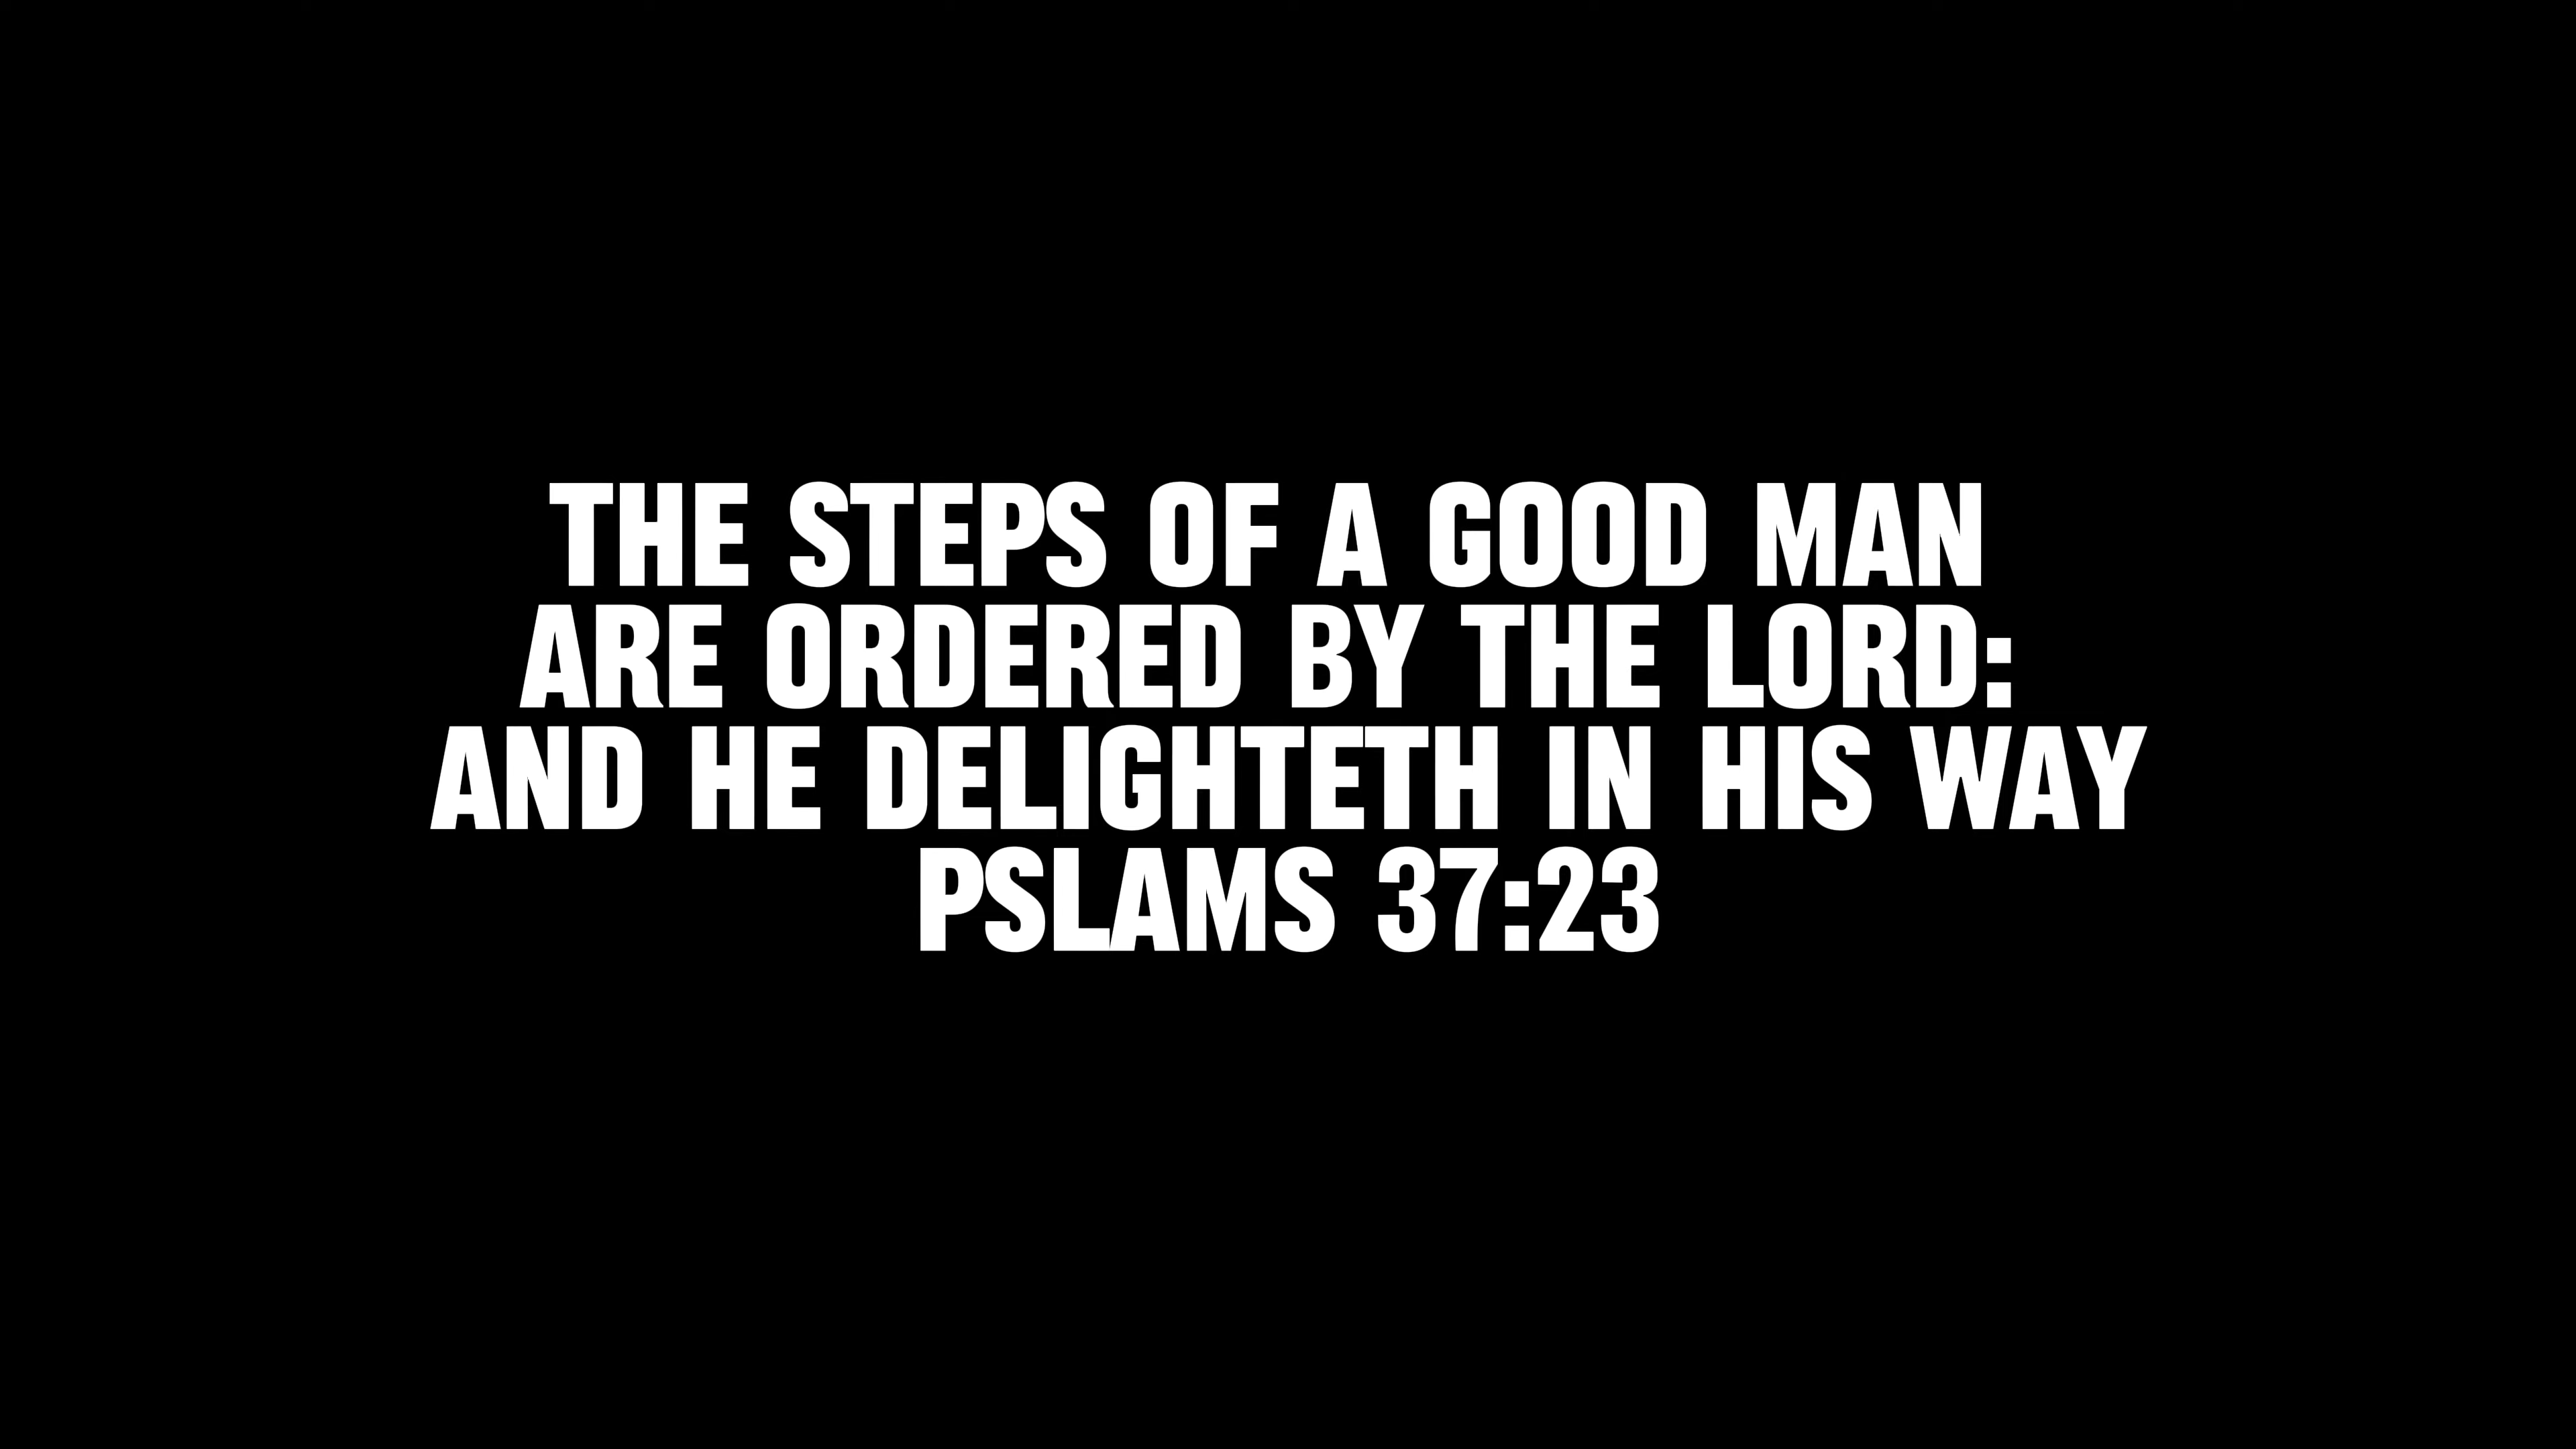 THE STEPS OF A GOOD MAN
ARE ORDERED BY THE LORD:
AND HE DELIGHTETH IN HIS WAY
PSLAMS 37:23